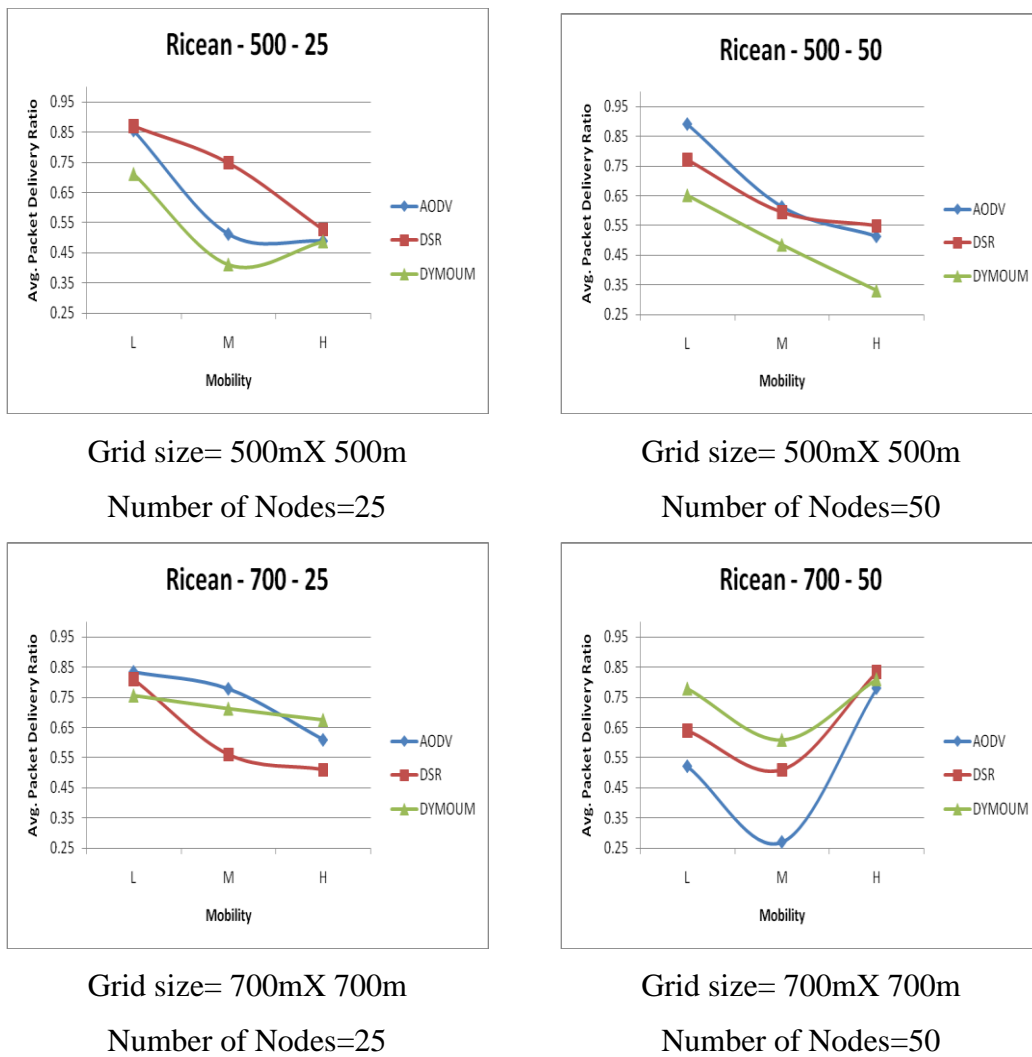 Ricean - 500 - 25
Avg. Packet Delivery Ratio
0.95
0.85
0.75
0.65
0.55
0.45
0.35
0.25
L M H
Mobility
AODV
DSR
DYMOUM
Grid size= 500mX 500m
Number of Nodes=25
Ricean - 500 - 50
Avg. Packet Delivery Ratio
0.95
0.85
0.75
0.65
0.55
0.45
0.35
0.25
L M H
Mobility
AODV
DSR
DYMOUM
Grid size= 500mX 500m
Number of Nodes=50
Ricean - 700 - 25
Avg. Packet Delivery Ratio
0.95
0.85
0.75
0.65
0.55
0.45
0.35
0.25
L M H
Mobility
AODV
DSR
DYMOUM
Grid size= 700mX 700m
Number of Nodes=25
Ricean - 700 - 50
Avg. Packet Delivery Ratio
0.95
0.85
0.75
0.65
0.55
0.45
0.35
0.25
L M H
Mobility
AODV
DSR
DYMOUM
Grid size= 700mX 700m
Number of Nodes=50